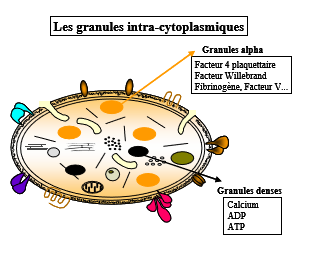 Les granules intra-cytoplasmiques
Granules alpha
Facteur 4 plaquettaire
Facteur Willebrand
Fibrinogène, Facteur V...
Granules denses
Calcium
ADP
ATP